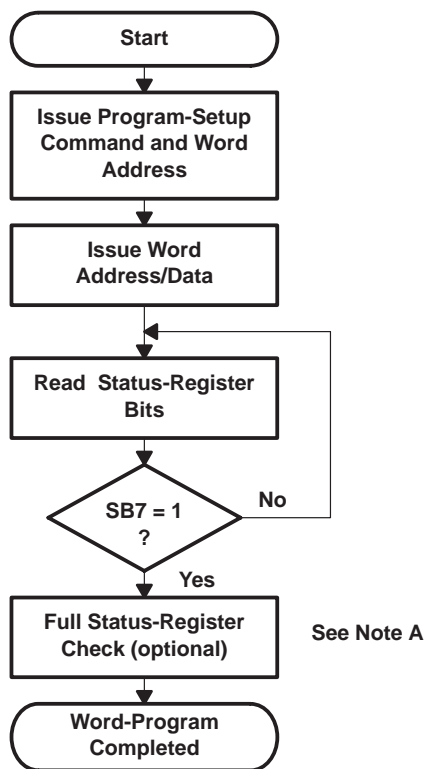 Start
Issue Program-Setup
Command and Word
Address
Issue Word
Address/Data
Read Status-Register
Bits
SB7 = 1
?
No
Yes
Full Status-Register
Check (optional)
See Note A
Word-Program
Completed